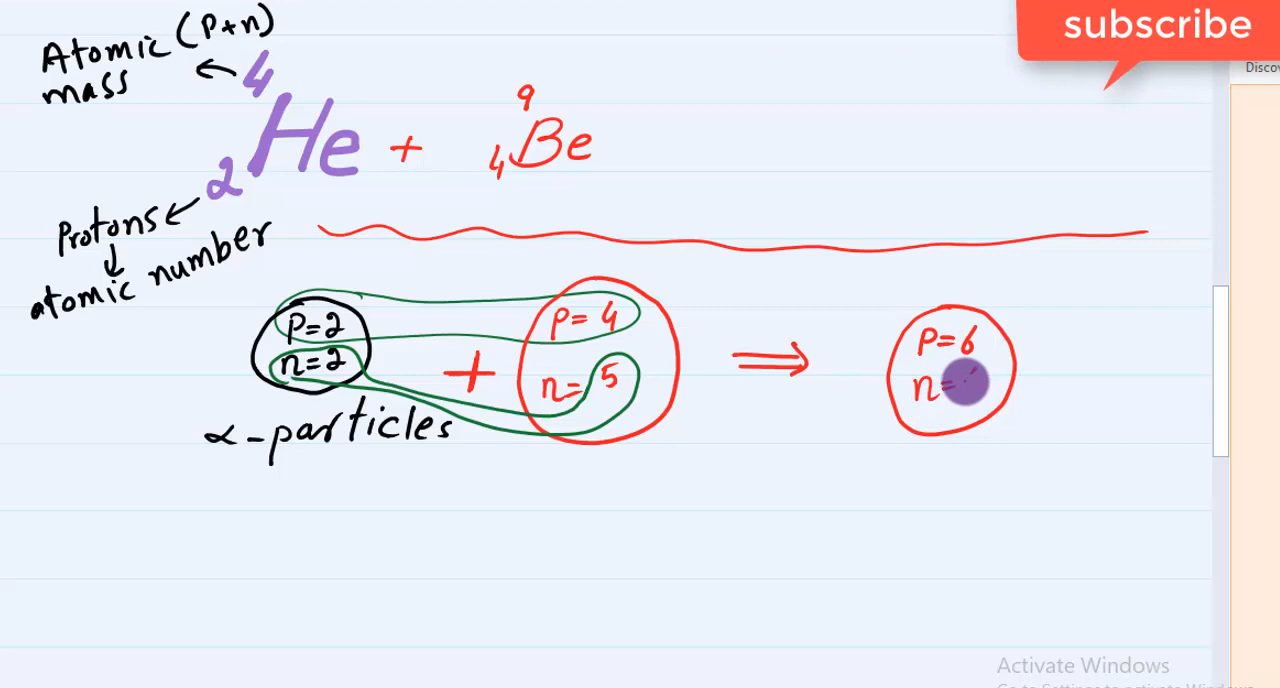 subscribe
Disco
Atomic (P+n)
mass
4
He + 9
2
4 Be
Protons
atomic number
P=2
n=2
+
P= 4
n= 5
P=6
n=
α-particles
Activate Windows